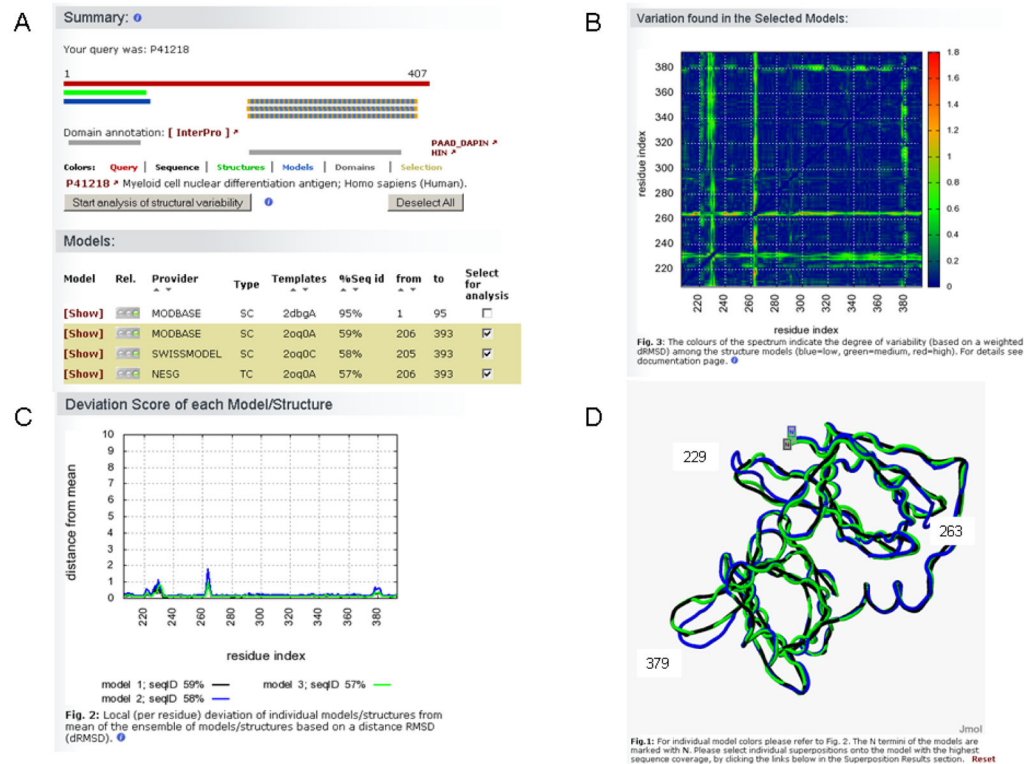 A
Summary:
Your query was: P41218
1 407
Domain annotation: [ InterPro ]
PAAD_DAPIN
HIN
Colors: Query | Sequence | Structures | Models | Domains | Selection
P41218 Myeloid cell nuclear differentiation antigen; Homo sapiens (Human).
Start analysis of structural variability Deselect All
Models:
Model Rel. Provider Type Templates %Seq id from to Select for analysis
[Show] MODBASE SC 2dbgA 95% 1 95
[Show] MODBASE SC 2oq0A 59% 206 393
[Show] SWISSMODEL SC 2oq0C 58% 205 393
[Show] NESG TC 2oq0A 57% 206 393
B
Variation found in the Selected Models:
residue index
380
360
340
320
300
280
260
240
220
220 240 260 280 300 320 340 360 380
residue index
1.8
1.6
1.4
1.2
1
0.8
0.6
0.4
0.2
0
Fig. 3: The colours of the spectrum indicate the degree of variability (based on a weighted
dRMSD) among the structure models (blue=low, green=medium, red=high). For details see
documentation page.
C
Deviation Score of each Model/Structure
distance from mean
10
9
8
7
6
5
4
3
2
1
0
220 240 260 280 300 320 340 360 380
residue index
model 1; seqID 59% model 3; seqID 57%
model 2; seqID 58%
Fig. 2: Local (per residue) deviation of individual models/structures from
mean of the ensemble of models/structures based on a distance RMSD
(dRMSD).
D
N
N
229
263
379
Jmol
Fig.1: For individual model colors please refer to Fig. 2. The N termini of the models are
marked with N. Please select individual superpositions onto the model with the highest
sequence coverage, by clicking the links below in the Superposition Results section. Reset